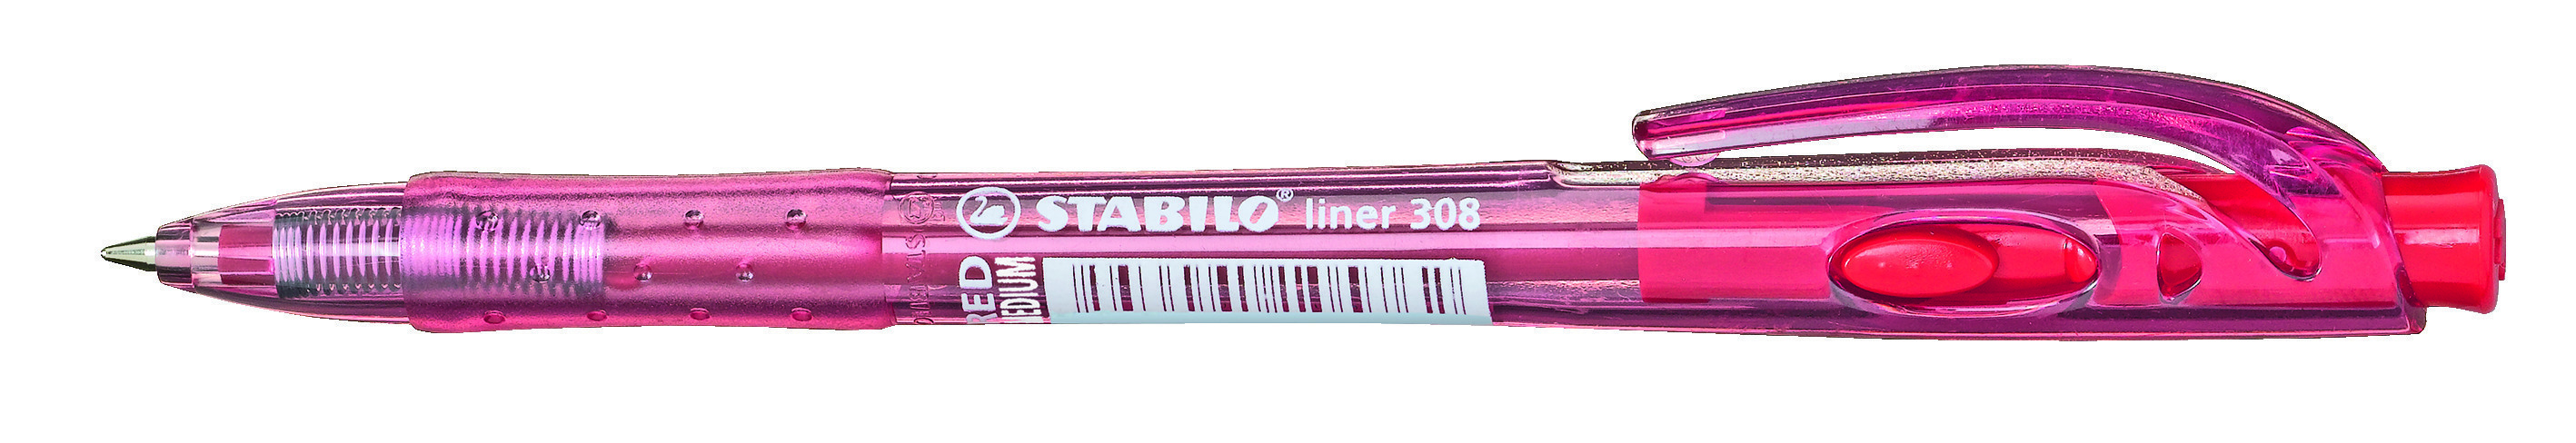 STABILO® liner 308
RED
MEDIUM